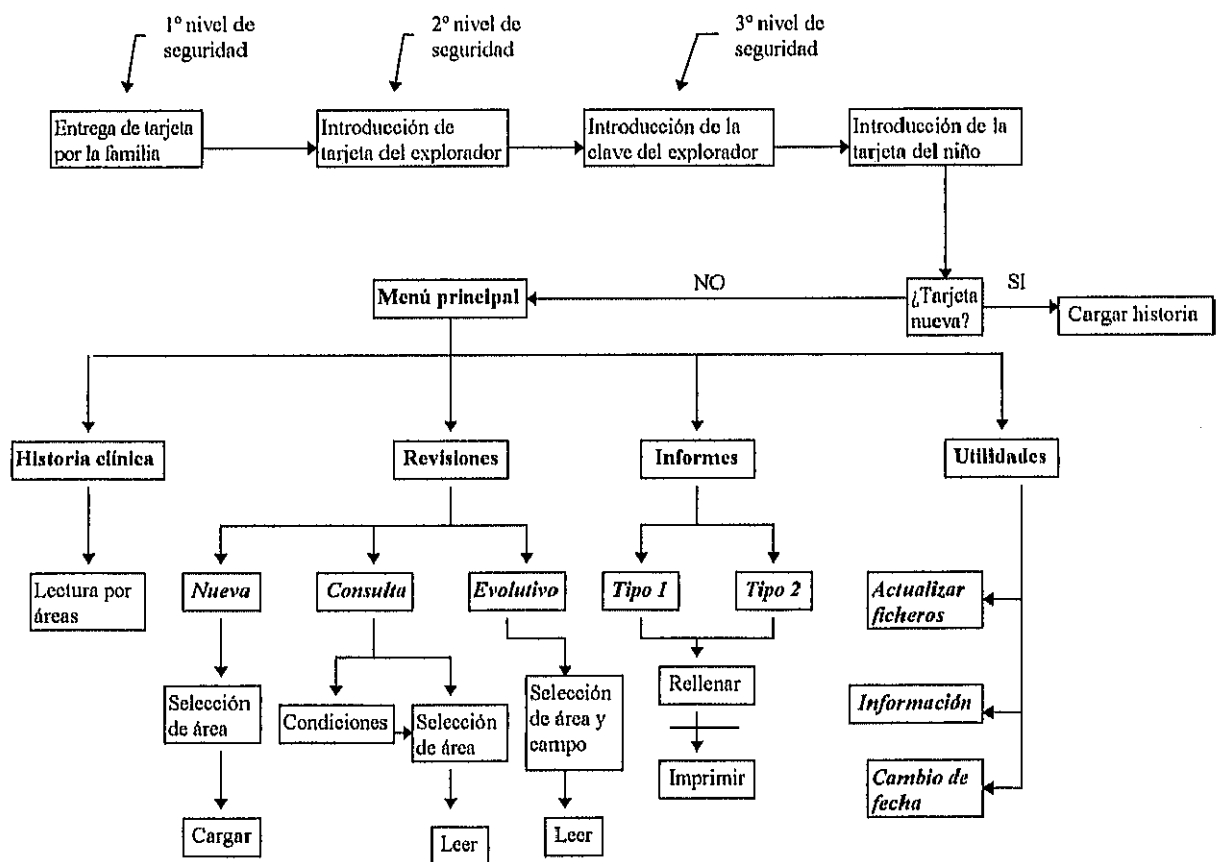 1º nivel de
seguridad
2º nivel de
seguridad
3º nivel de
seguridad
Entrega de tarjeta
por la familia
Introducción de
tarjeta del explorador
Introducción de la
clave del explorador
Introducción de la
tarjeta del niño
Menú principal
NO
¿Tarjeta
nueva?
SI
Cargar historia
Historia clínica
Revisiones
Informes
Utilidades
Lectura por
áreas
Nueva
Consulta
Evolutivo
Tipo 1
Tipo 2
Actualizar
ficheros
Selección
de área
Condiciones
Selección
de área
Selección
de área y
campo
Rellenar
Información
Imprimir
Cambio de
fecha
Cargar
Leer
Leer